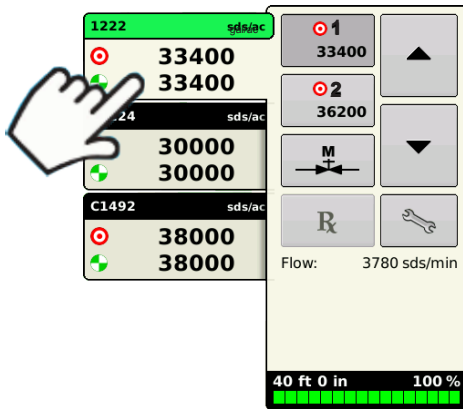 1222 sds/ac
33400
33400
24 sds/ac
30000
30000
C1492 sds/ac
38000
38000
1
33400
2
36200
M
Rx
Flow: 3780 sds/min
40 ft 0 in 100 %